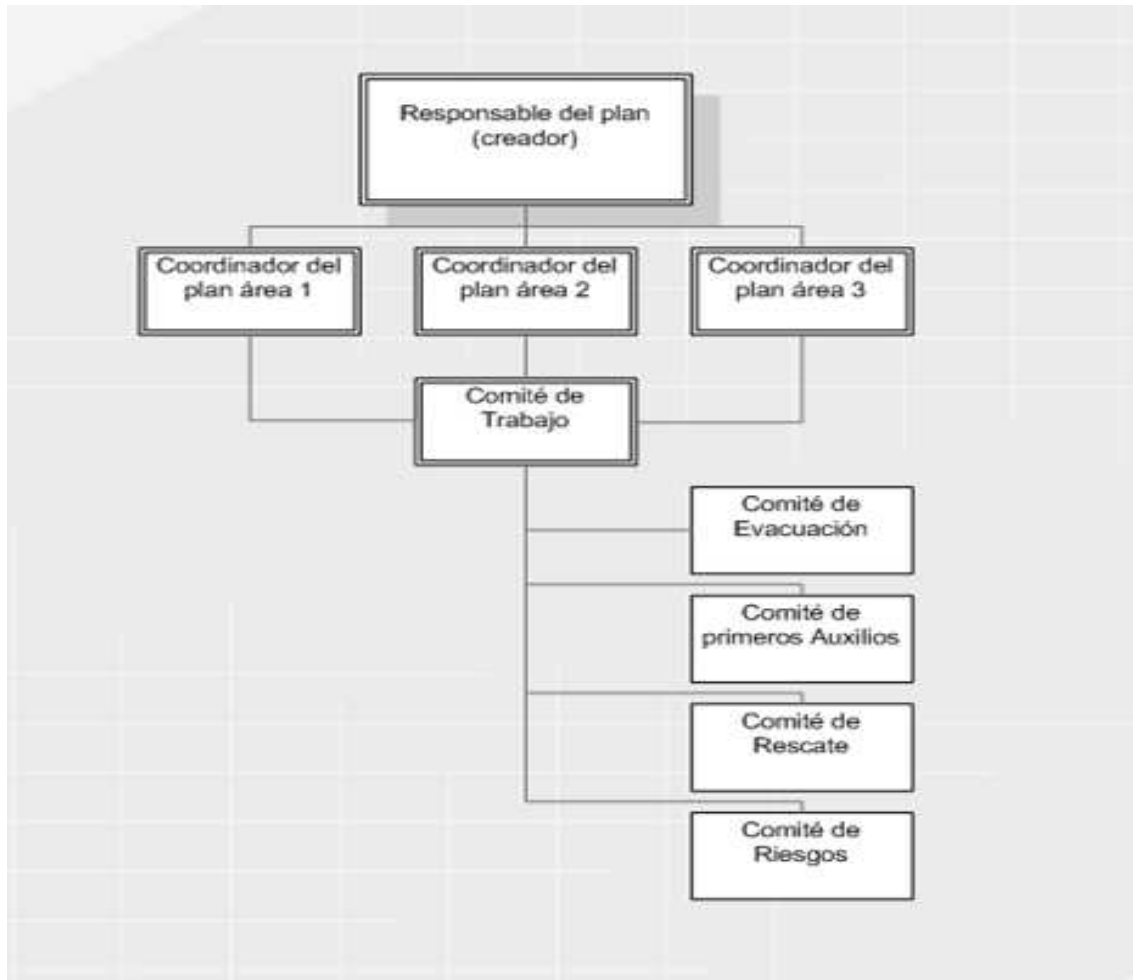 Responsable del plan
(creador)
Coordinador del
plan área 1
Coordinador del
plan área 2
Coordinador del
plan área 3
Comité de
Trabajo
Comité de
Evacuación
Comité de
primeros Auxilios
Comité de
Rescate
Comité de
Riesgos